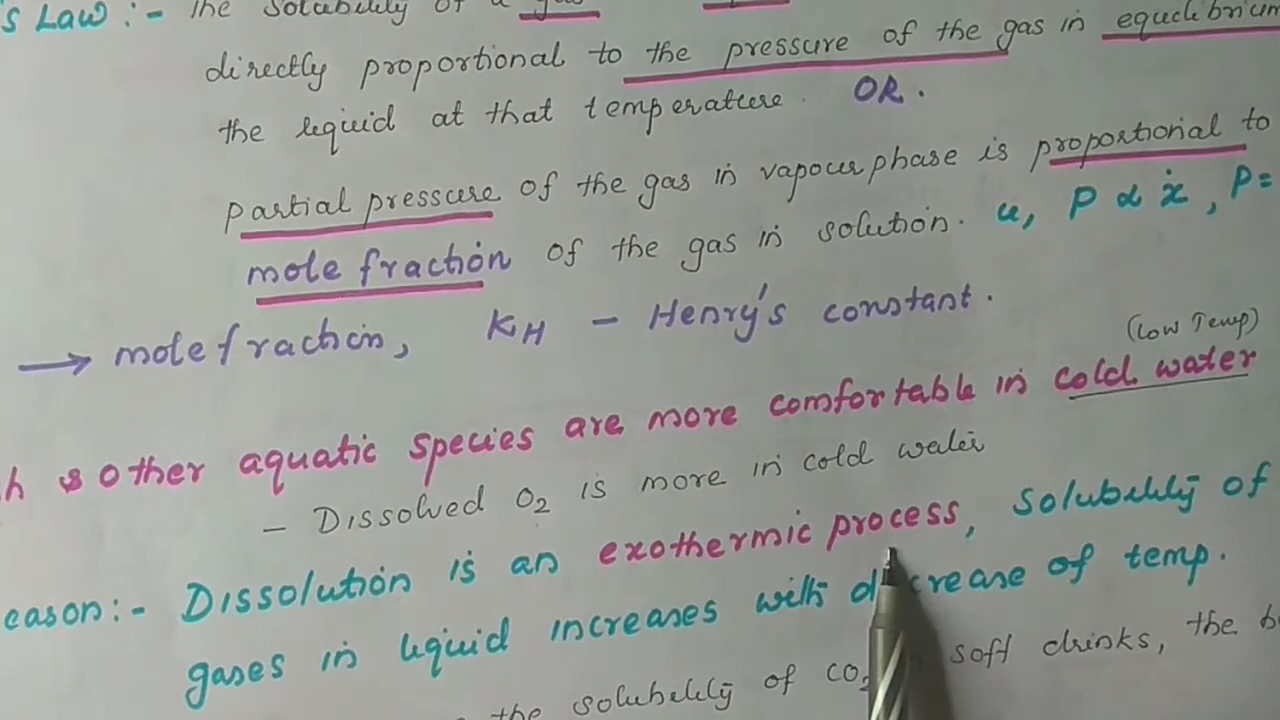 s Law :- The Solubility of a gas
directly proportional to the pressure of the gas in equilibrium
the liquid at that temperature. OR.
partial pressure of the gas in vapour phase is proportional to
mole fraction of the gas in solution. u, P ∝ x, P =
→ mole fraction, KH - Henry's constant.
(Low Temp)
h & other aquatic species are more comfortable in cold water
- Dissolved O2 is more in cold water
eason :- Dissolution is an exothermic process, Solubility of
gases in liquid increases with decrease of temp.
the solubility of CO2 soft drinks, the b